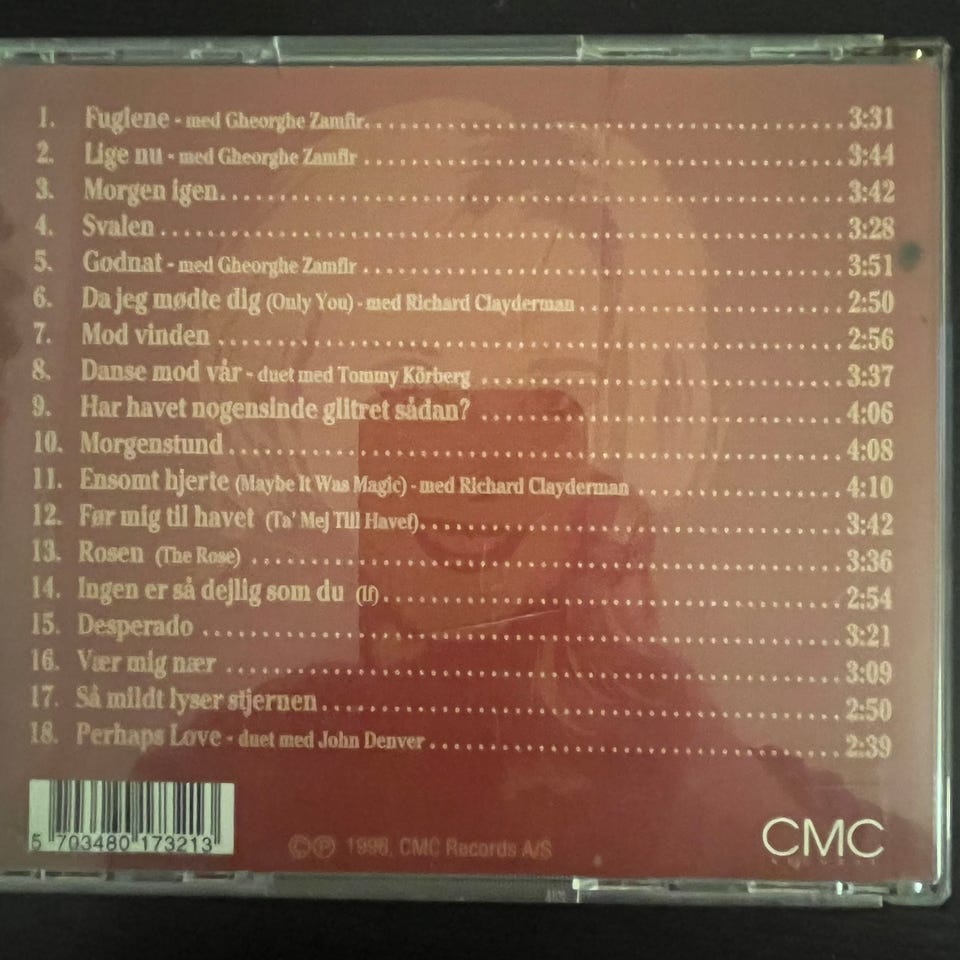 1. Fuglene - med Gheorghe Zamfir 3:31
2. Lige nu - med Gheorghe Zamfir 3:44
3. Morgen igen 3:42
4. Svalen 3:28
5. Godnat - med Gheorghe Zamfir 3:51
6. Da jeg mødte dig (Only You) - med Richard Clayderman 2:50
7. Mod vinden 2:56
8. Danse mod vår - duet med Tommy Körberg 3:37
9. Har havet nogensinde glitret sådan? 4:06
10. Morgenstund 4:08
11. Ensomt hjerte (Maybe It Was Magic) - med Richard Clayderman 4:10
12. Før mig til havet (Ta' Mej Till Havet) 3:42
13. Rosen (The Rose) 3:36
14. Ingen er så dejlig som du (If) 2:54
15. Desperado 3:21
16. Vær mig nær 3:09
17. Så mildt lyser stjernen 2:50
18. Perhaps Love - duet med John Denver 2:39
5 703480 173213
©℗ 1996, CMC Records A/S
CMC